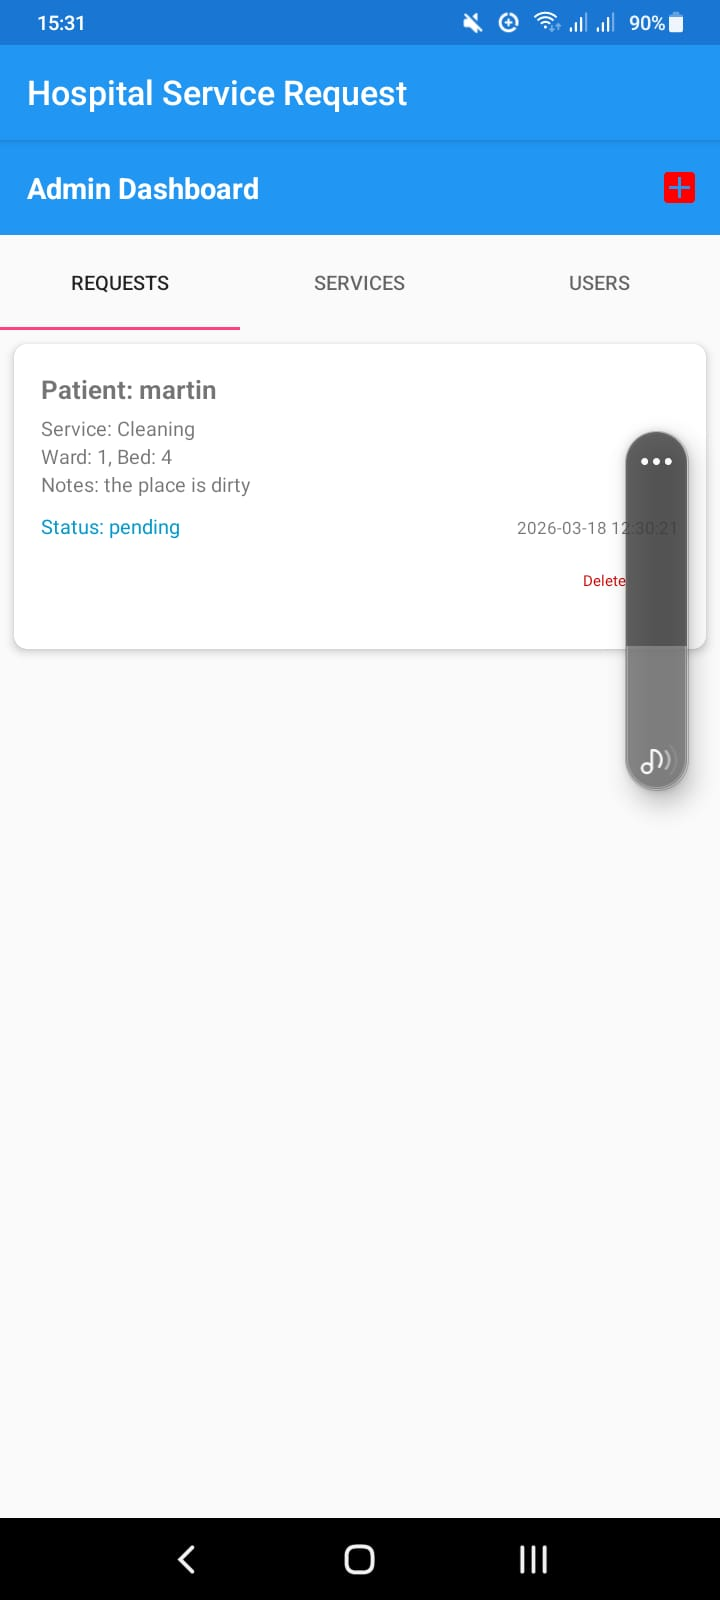 15:31
90%
Hospital Service Request
Admin Dashboard
REQUESTS
SERVICES
USERS
Patient: martin
Service: Cleaning
Ward: 1, Bed: 4
Notes: the place is dirty
Status: pending
2026-03-18 12:30:21
Delete